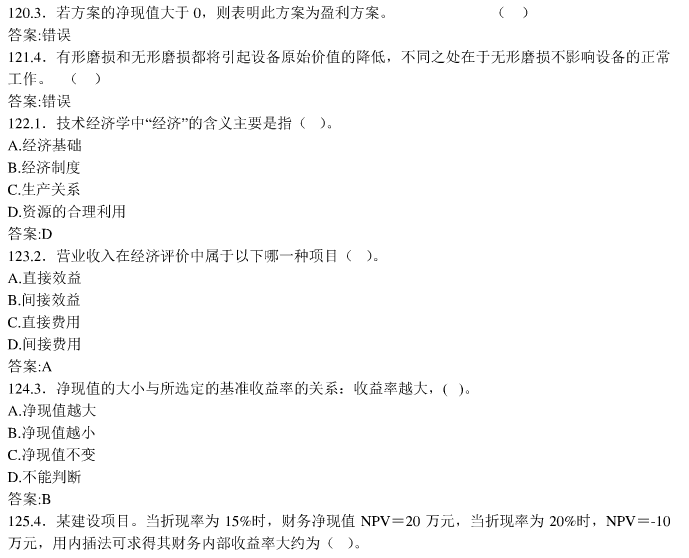 120.3．若方案的净现值大于 0，则表明此方案为盈利方案。 （ ）
答案:错误
121.4．有形磨损和无形磨损都将引起设备原始价值的降低，不同之处在于无形磨损不影响设备的正常
工作。 （ ）
答案:错误
122.1．技术经济学中“经济”的含义主要是指（ ）。
A.经济基础
B.经济制度
C.生产关系
D.资源的合理利用
答案:D
123.2．营业收入在经济评价中属于以下哪一种项目（ ）。
A.直接效益
B.间接效益
C.直接费用
D.间接费用
答案:A
124.3．净现值的大小与所选定的基准收益率的关系：收益率越大，( )。
A.净现值越大
B.净现值越小
C.净现值不变
D.不能判断
答案:B
125.4．某建设项目。当折现率为 15%时，财务净现值 NPV＝20 万元，当折现率为 20%时，NPV＝-10
万元，用内插法可求得其财务内部收益率大约为（ ）。